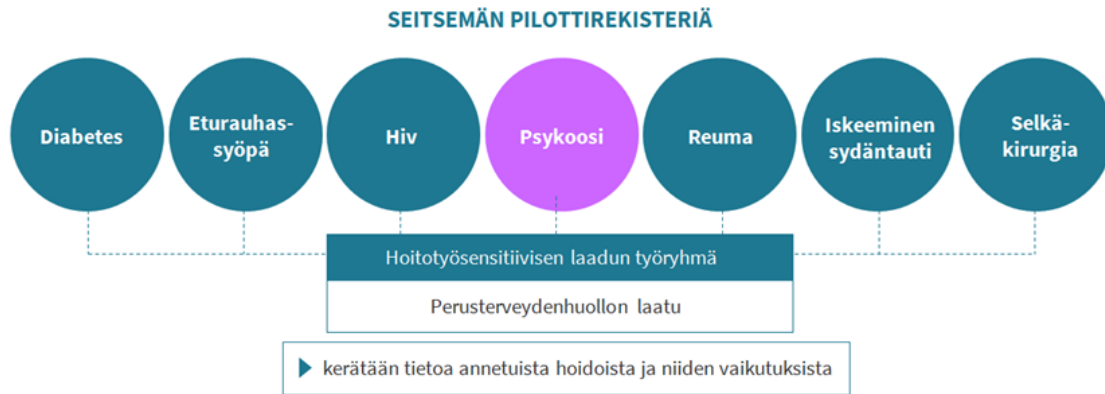 SEITSEMÄN PILOTTIREKISTERIÄ
Diabetes
Eturauhas-
syöpä
Hiv
Psykoosi
Reuma
Iskeeminen
sydäntauti
Selkä-
kirurgia
Hoitotyösensitiivisen laadun työryhmä
Perusterveydenhuollon laatu
kerätään tietoa annetuista hoidoista ja niiden vaikutuksista